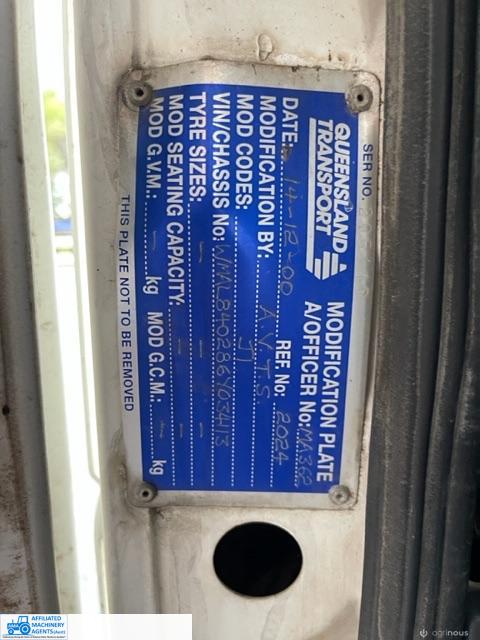 SER NO.
QUEENSLAND TRANSPORT
MODIFICATION PLATE
A/OFFICER No: MA362
DATE: 14-12-00 REF. No: 2024
MODIFICATION BY: A.V.T.S.
MOD CODES: J1
VIN/CHASSIS No:
TYRE SIZES: — — —
MOD SEATING CAPACITY: — —
MOD G.V.M: — kg MOD G.C.M: — kg
THIS PLATE NOT TO BE REMOVED
AFFILIATED
MACHINERY
AGENTS (Aust)
agrinous